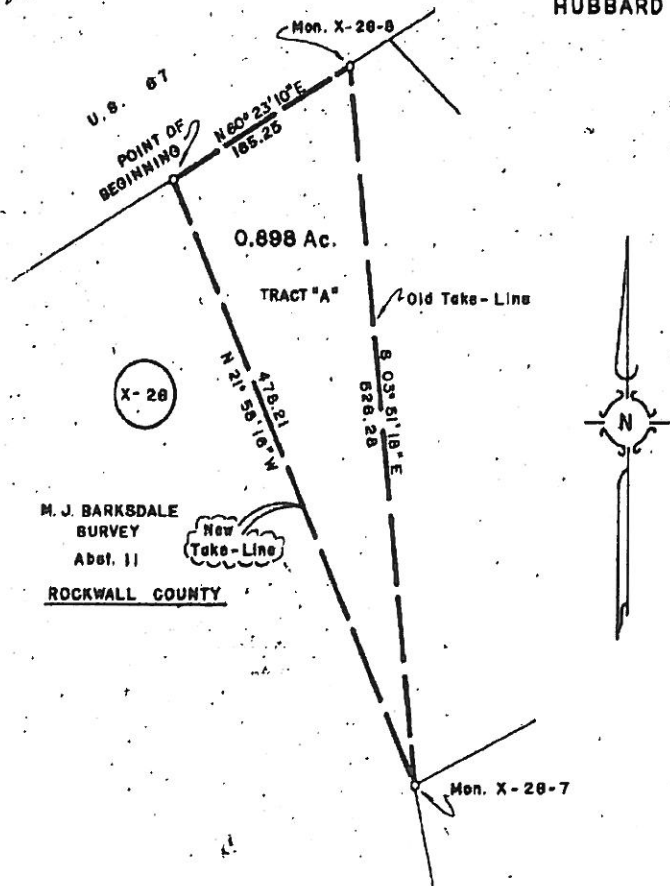 HUBBARD
Mon. X-28-8
U.S. 67
N 60° 23' 10" E
165.25
POINT OF
BEGINNING
0.898 Ac.
TRACT "A"
Old Take-Line
S 03° 51' 18" E
526.28
X-28
478.21
N 21° 58' 18" W
N
M. J. BARKSDALE
SURVEY
Abst. 11
ROCKWALL COUNTY
New
Take-Line
Mon. X-28-7